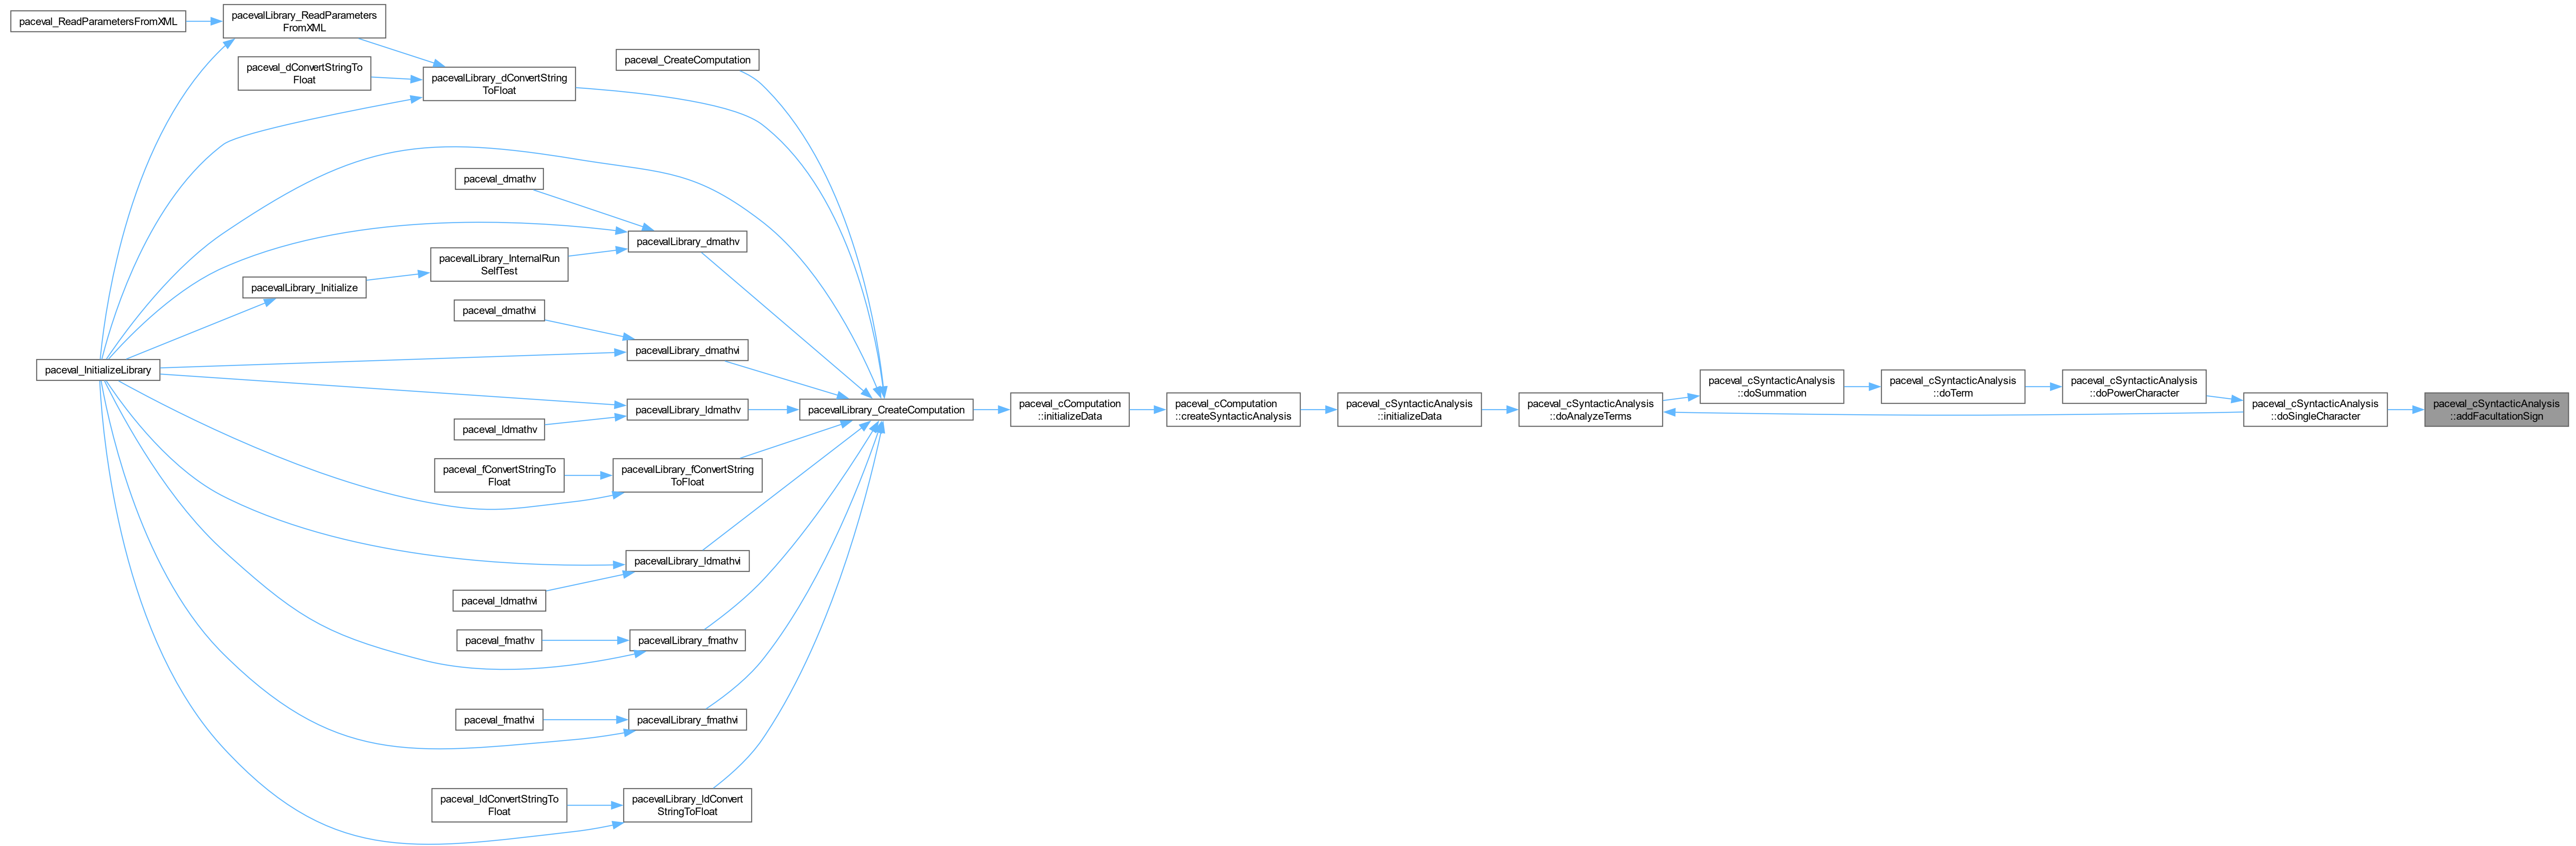 paceval_ReadParametersFromXML
pacevalLibrary_ReadParameters
FromXML
paceval_dConvertStringTo
Float
pacevalLibrary_dConvertString
ToFloat
paceval_CreateComputation
paceval_dmathv
pacevalLibrary_dmathv
pacevalLibrary_InternalRun
SelfTest
pacevalLibrary_Initialize
paceval_dmathvi
pacevalLibrary_dmathvi
paceval_InitializeLibrary
pacevalLibrary_ldmathv
paceval_ldmathv
pacevalLibrary_CreateComputation
paceval_cComputation
::initializeData
paceval_cComputation
::createSyntacticAnalysis
paceval_cSyntacticAnalysis
::initializeData
paceval_cSyntacticAnalysis
::doAnalyzeTerms
paceval_cSyntacticAnalysis
::doSummation
paceval_cSyntacticAnalysis
::doTerm
paceval_cSyntacticAnalysis
::doPowerCharacter
paceval_cSyntacticAnalysis
::doSingleCharacter
paceval_cSyntacticAnalysis
::addFacultationSign
paceval_fConvertStringTo
Float
pacevalLibrary_fConvertString
ToFloat
pacevalLibrary_ldmathvi
paceval_ldmathvi
paceval_fmathv
pacevalLibrary_fmathv
paceval_fmathvi
pacevalLibrary_fmathvi
paceval_ldConvertStringTo
Float
pacevalLibrary_ldConvert
StringToFloat